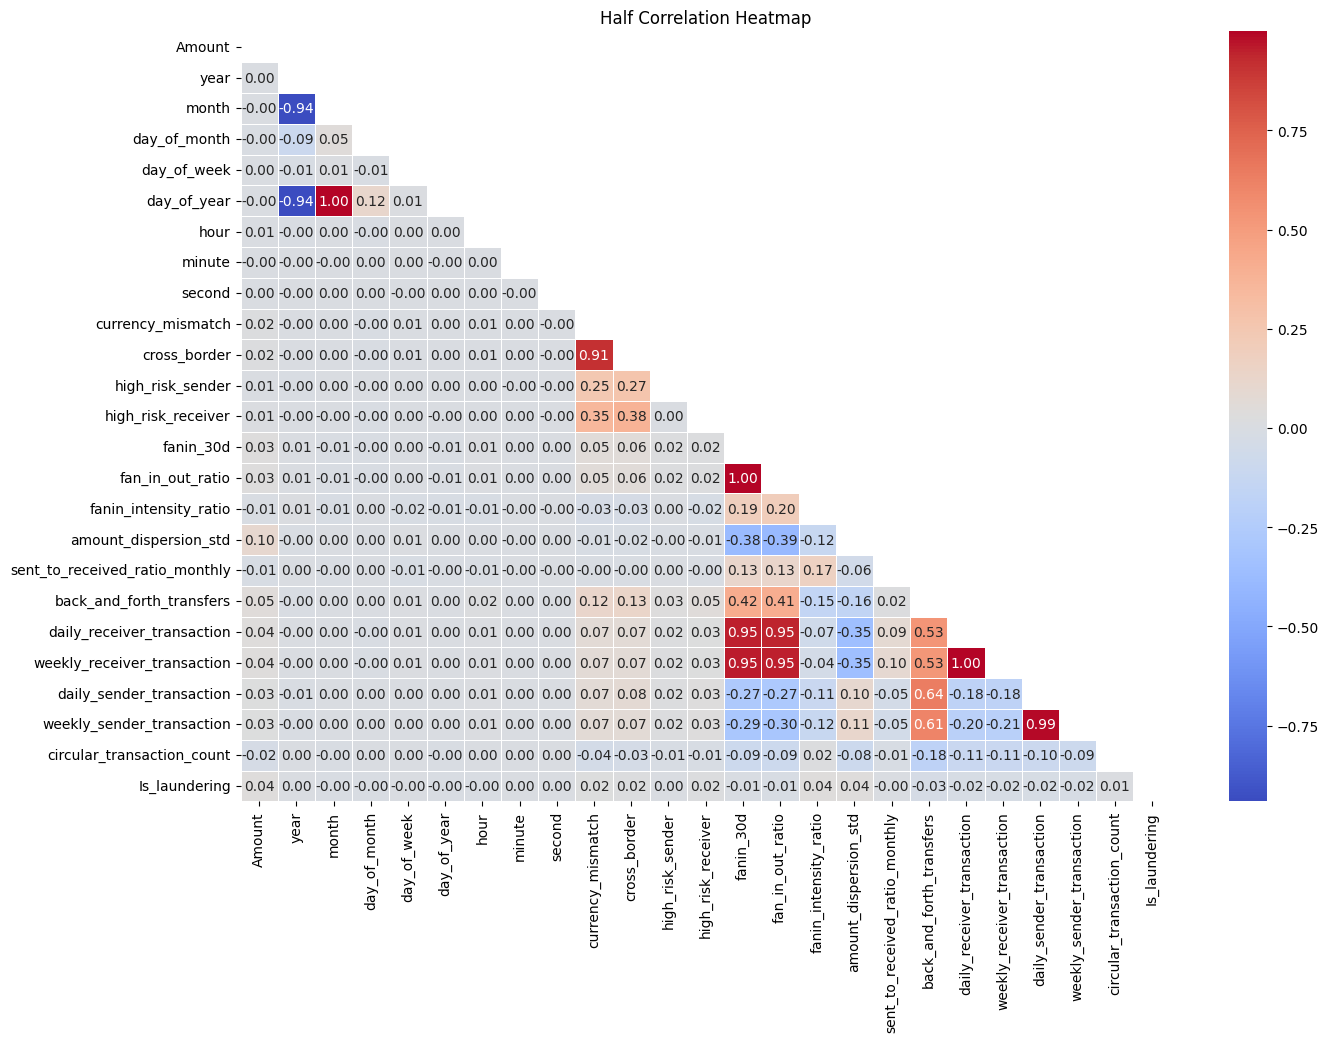 Half Correlation Heatmap
Amount
year 0.00
month -0.00 -0.94
day_of_month -0.00 -0.09 0.05
day_of_week 0.00 -0.01 0.01 -0.01
day_of_year -0.00 -0.94 1.00 0.12 0.01
hour 0.01 -0.00 0.00 -0.00 0.00 0.00
minute -0.00 -0.00 -0.00 0.00 0.00 -0.00 0.00
second 0.00 -0.00 0.00 0.00 -0.00 0.00 0.00 -0.00
currency_mismatch 0.02 -0.00 0.00 -0.00 0.01 0.00 0.01 0.00 -0.00
cross_border 0.02 -0.00 0.00 -0.00 0.01 0.00 0.01 0.00 -0.00 0.91
high_risk_sender 0.01 -0.00 0.00 -0.00 0.00 0.00 0.00 -0.00 -0.00 0.25 0.27
high_risk_receiver 0.01 -0.00 0.00 -0.00 0.00 0.00 0.00 0.00 -0.00 0.35 0.38 0.00
fanin_30d 0.03 0.01 -0.01 -0.00 0.00 -0.01 0.01 0.00 0.00 0.05 0.06 0.02 0.02
fan_in_out_ratio 0.03 0.01 -0.01 -0.00 0.00 -0.01 0.01 0.00 0.00 0.05 0.06 0.02 0.02 1.00
fanin_intensity_ratio -0.01 0.01 -0.01 0.00 -0.02 -0.01 -0.01 -0.00 -0.00 -0.03 -0.03 0.00 -0.02 0.19 0.20
amount_dispersion_std 0.10 -0.00 0.00 0.00 0.01 0.00 0.00 -0.00 0.00 -0.01 -0.02 -0.00 -0.01 -0.38 -0.39 -0.12
sent_to_received_ratio_monthly -0.01 0.00 -0.00 0.00 -0.01 -0.00 -0.01 0.00 -0.00 -0.00 -0.00 0.00 -0.00 0.13 0.13 0.17 -0.06
back_and_forth_transfers 0.05 -0.00 0.00 -0.00 0.01 0.00 0.02 0.00 0.00 0.12 0.13 0.03 0.05 0.42 0.41 -0.15 -0.16 0.02
daily_receiver_transaction 0.04 -0.00 0.00 -0.00 0.01 0.00 0.01 0.00 0.00 0.07 0.07 0.02 0.03 0.95 0.95 -0.07 -0.35 0.09 0.53
weekly_receiver_transaction 0.04 -0.00 0.00 -0.00 0.01 0.00 0.01 0.00 0.00 0.07 0.07 0.02 0.03 0.95 0.95 -0.04 -0.35 0.10 0.53 1.00
daily_sender_transaction 0.03 -0.01 0.00 0.00 0.00 0.00 0.01 0.00 0.00 0.07 0.08 0.02 0.03 -0.27 -0.27 -0.11 0.10 -0.05 0.64 -0.18 -0.18
weekly_sender_transaction 0.03 -0.00 0.00 0.00 0.00 0.00 0.01 0.00 0.00 0.07 0.07 0.02 0.03 -0.29 -0.30 -0.12 0.11 -0.05 0.61 -0.20 -0.21 0.99
circular_transaction_count -0.02 0.00 -0.00 0.00 -0.00 -0.00 -0.00 0.00 0.00 -0.04 -0.03 -0.01 -0.01 -0.09 -0.09 0.02 -0.08 -0.01 -0.18 -0.11 -0.11 -0.10 -0.09
Is_laundering 0.04 0.00 -0.00 -0.00 -0.00 -0.00 -0.00 0.00 0.00 0.02 0.02 0.00 0.02 -0.01 -0.01 0.04 0.04 -0.00 -0.03 -0.02 -0.02 -0.02 -0.02 0.01
Amount
year
month
day_of_month
day_of_week
day_of_year
hour
minute
second
currency_mismatch
cross_border
high_risk_sender
high_risk_receiver
fanin_30d
fan_in_out_ratio
fanin_intensity_ratio
amount_dispersion_std
sent_to_received_ratio_monthly
back_and_forth_transfers
daily_receiver_transaction
weekly_receiver_transaction
daily_sender_transaction
weekly_sender_transaction
circular_transaction_count
Is_laundering
0.75
0.50
0.25
0.00
-0.25
-0.50
-0.75